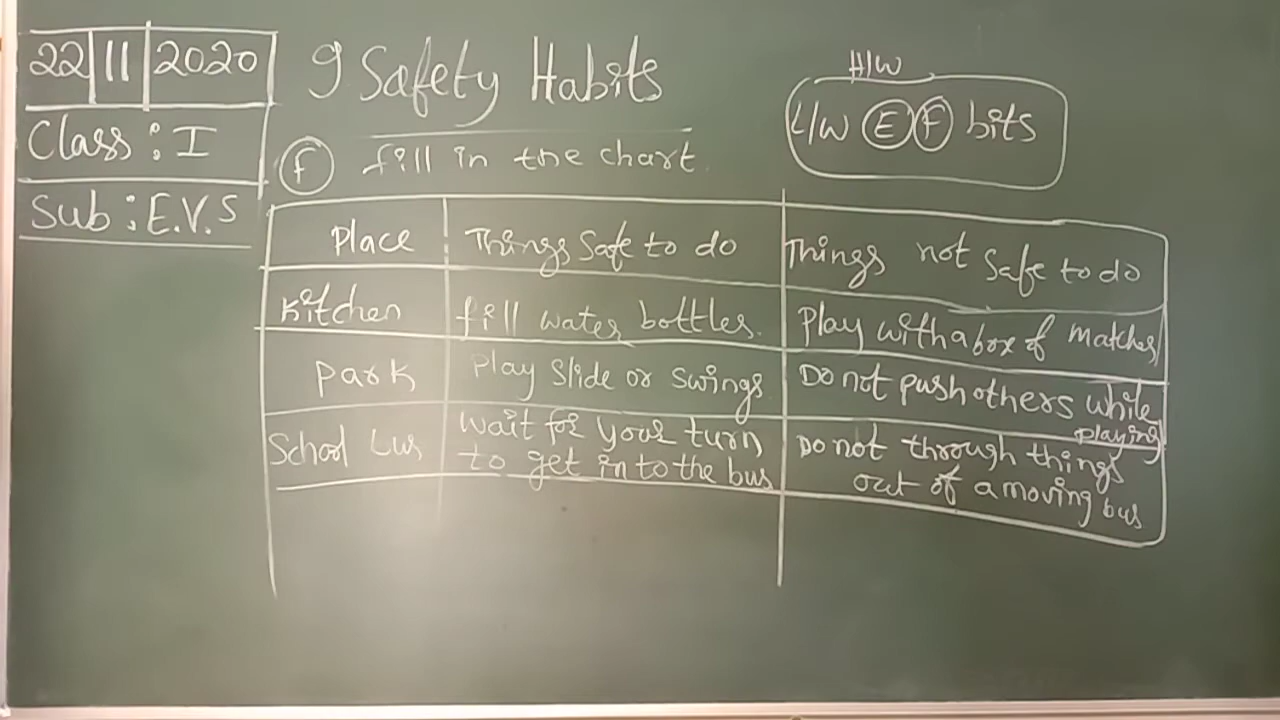 22|11|2020
Class : I
Sub : E.V.S
9 Safety Habits
H/W
L/W E F bits
F fill in the chart.
Place | Things Safe to do | Things not Safe to do
Kitchen | fill water bottles. | Play with a box of matches
Park | Play Slide or Swings | Do not push others while playing
School bus | wait for your turn to get in to the bus | Do not through things out of a moving bus